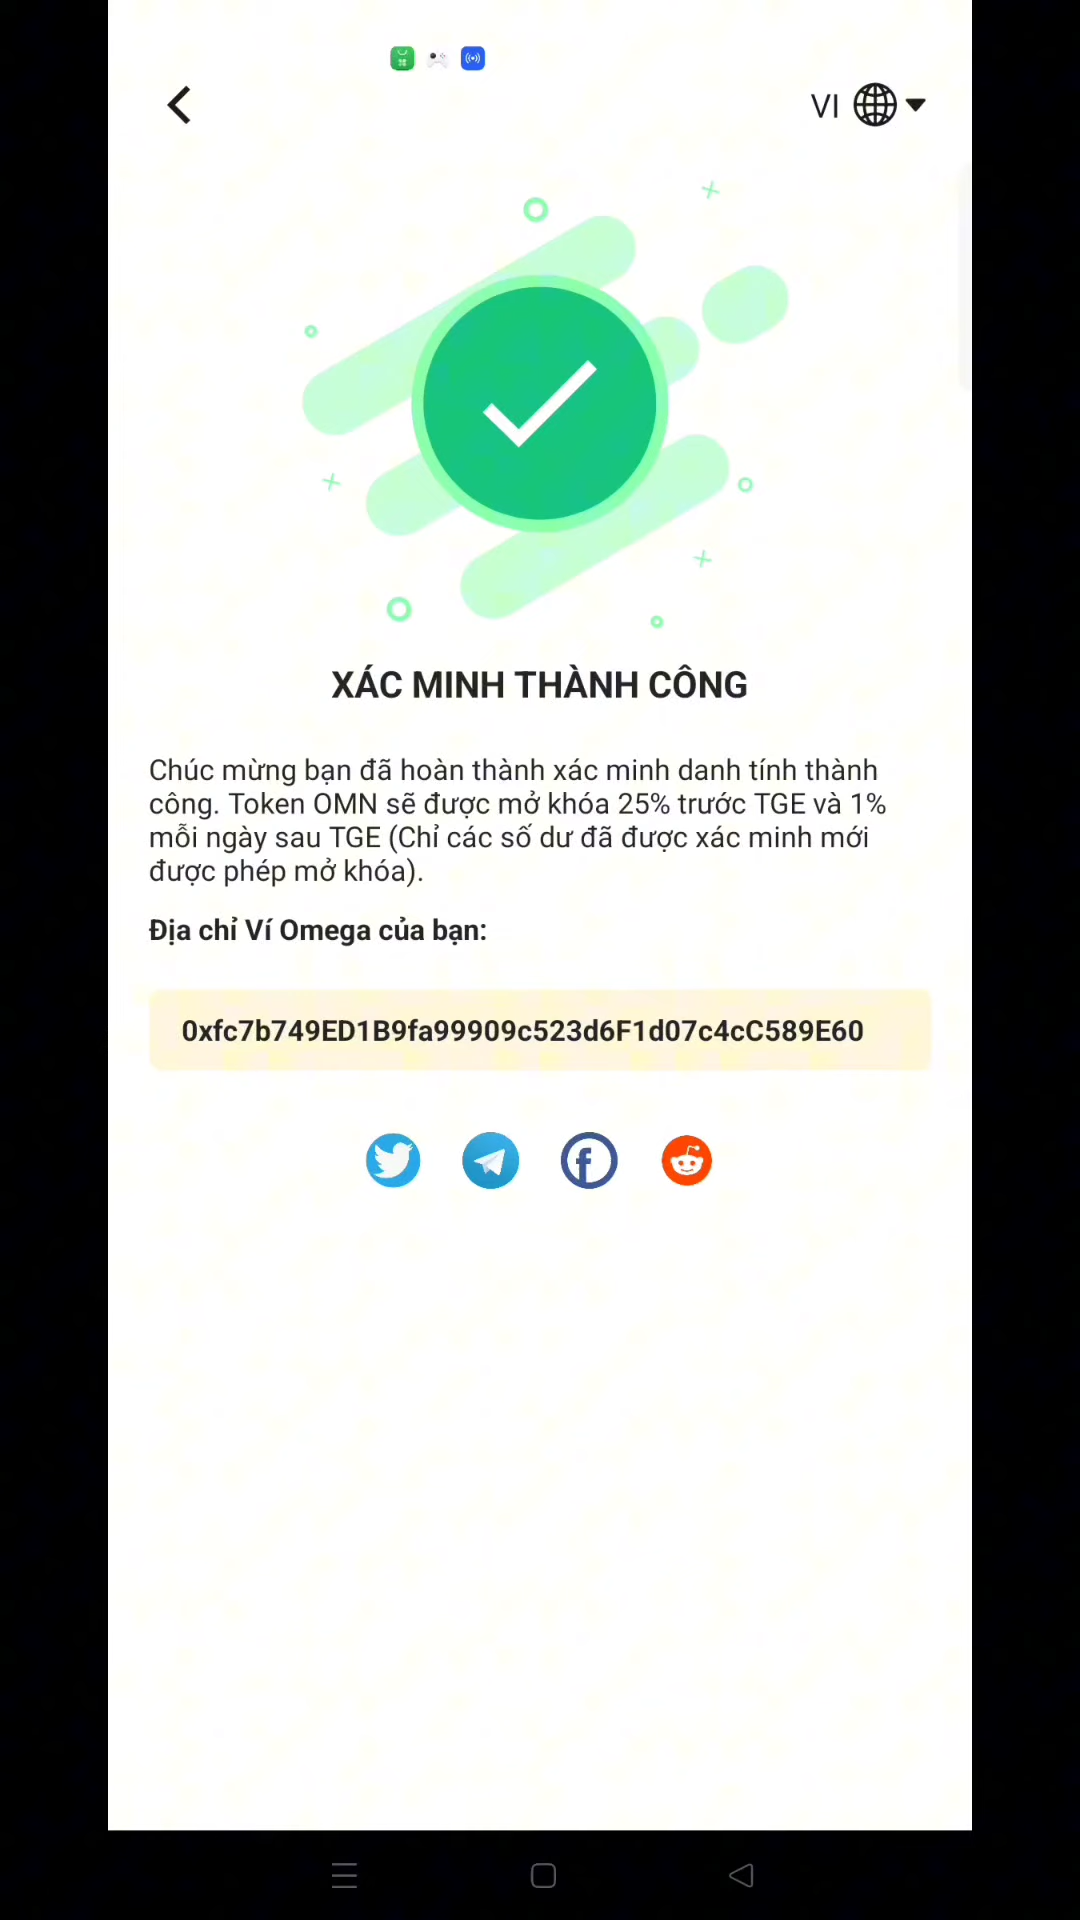 VI
XÁC MINH THÀNH CÔNG
Chúc mừng bạn đã hoàn thành xác minh danh tính thành
công. Token OMN sẽ được mở khóa 25% trước TGE và 1%
mỗi ngày sau TGE (Chỉ các số dư đã được xác minh mới
được phép mở khóa).
Địa chỉ Ví Omega của bạn:
0xfc7b749ED1B9fa99909c523d6F1d07c4cC589E60